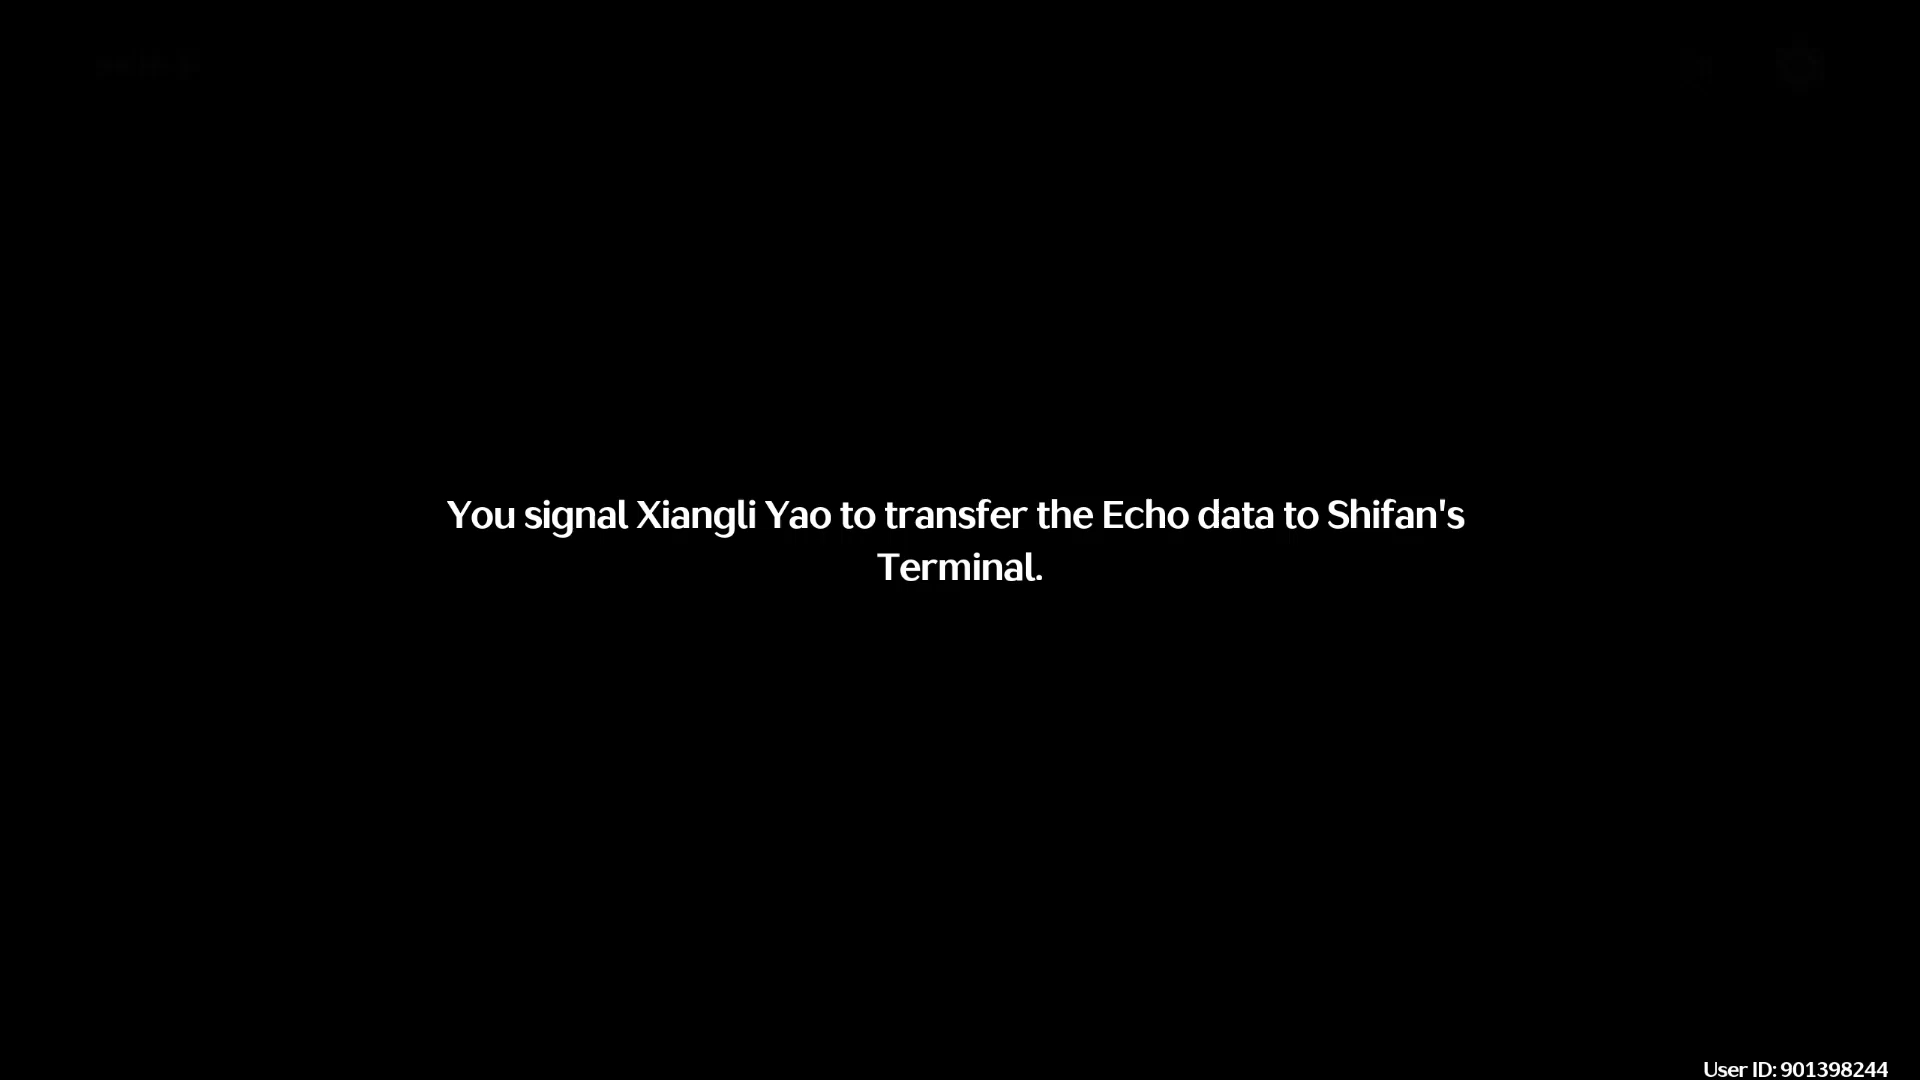 You signal Xiangli Yao to transfer the Echo data to Shifan's
Terminal.
User ID: 901398244